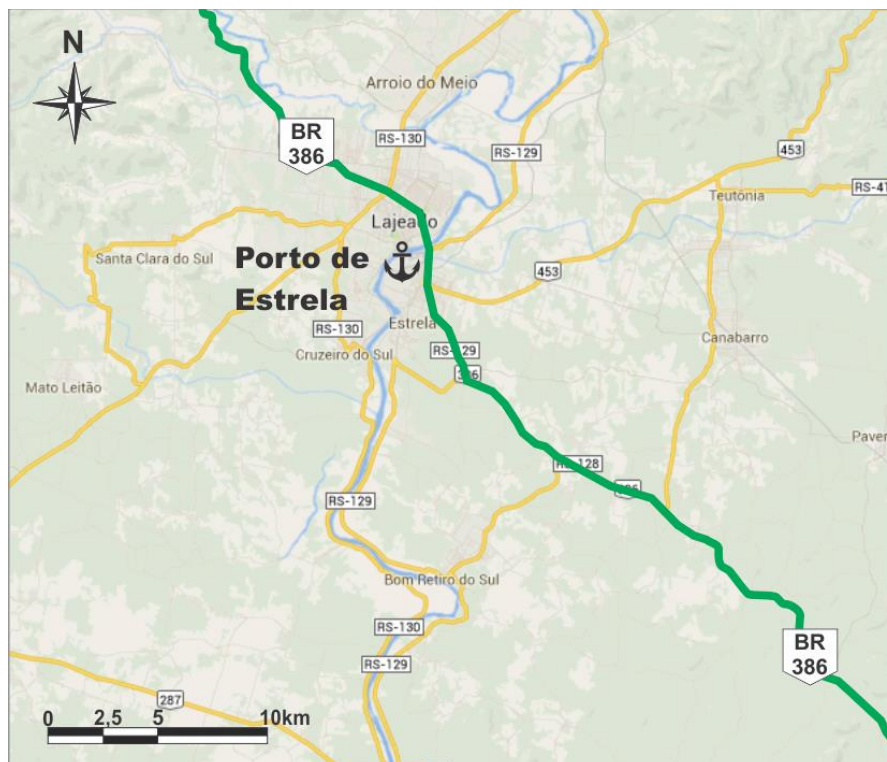 N
Arroio do Meio
BR
386
RS-130
RS-129
453
Teutônia
RS-41
Lajeado
Santa Clara do Sul
Porto de
Estrela
453
RS-130
Estrela
Cruzeiro do Sul
RS-129
386
Canabarro
Mato Leitão
Paver
RS-128
386
RS-129
Bom Retiro do Sul
RS-130
RS-129
BR
386
287
0 2,5 5 10km